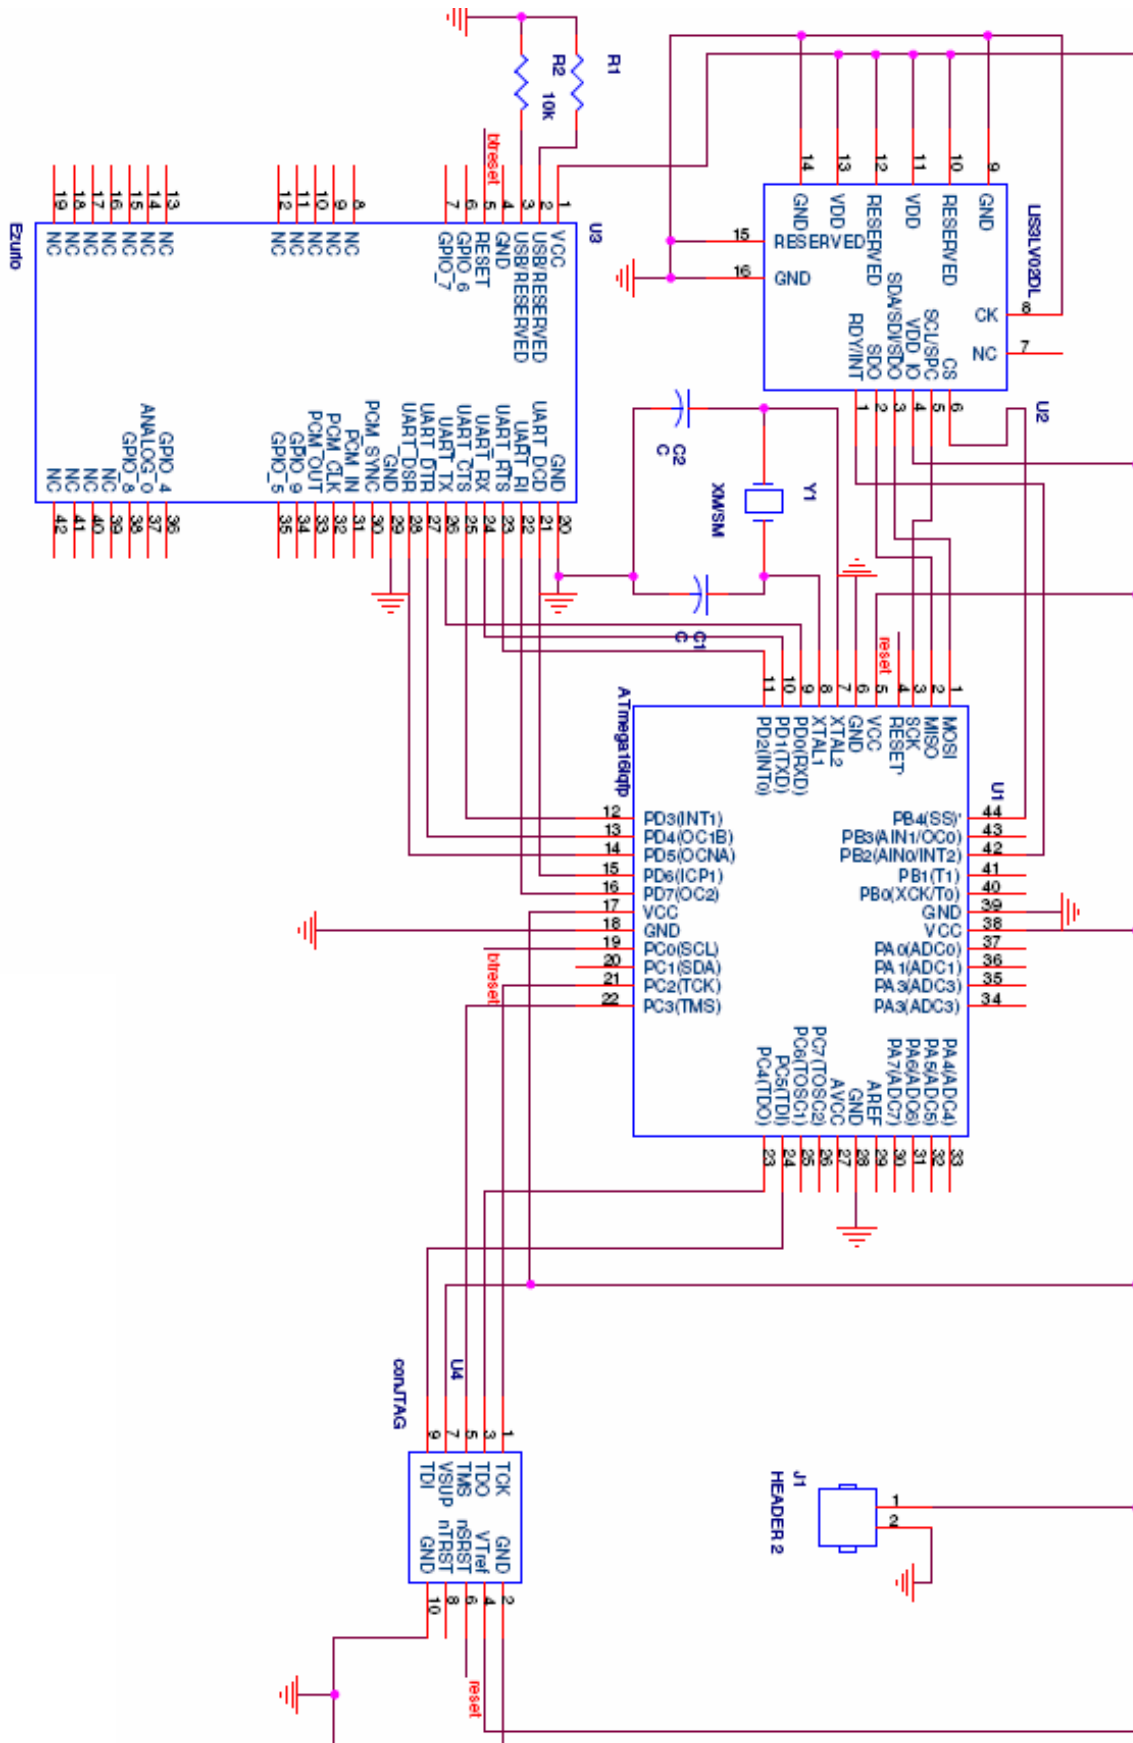 R1
R2
10k
btreset
19
18
17
16
15
14
13
12
11
10
9
8
7
6
5
4
3
2
1
NC
NC
NC
NC
NC
NC
NC
NC
NC
NC
NC
NC
GPIO_7
GPIO_6
RESET
GND
USB/RESERVED
USB/RESERVED
VCC
U3
Ezurio
NC
NC
NC
NC
GPIO_8
ANALOG_0
GPIO_4
GPIO_5
GPIO_9
PCM_OUT
PCM_CLK
PCM_IN
PCM_SYNC
GND
UART_DSR
UART_DTR
UART_TX
UART_CTS
UART_RX
UART_RTS
UART_RI
UART_DCD
GND
42
41
40
39
38
37
36
35
34
33
32
31
30
29
28
27
26
25
24
23
22
21
20
14
13
12
11
10
9
GND
VDD
RESERVED
VDD
RESERVED
GND
LIS3LV02DL
15
RESERVED
16
GND
CK
8
NC
7
RDY/INT
SDO
SDA/SDI/SDO
VDD_IO
SCL/SPC
CS
1
2
3
4
5
6
U2
C2
C
XM/SM
Y1
C1
C
reset
11
10
9
8
7
6
5
4
3
2
1
ATmega16lqfp
PD2(INT0)
PD1(TXD)
PD0(RXD)
XTAL1
XTAL2
GND
VCC
RESET'
SCK
MISO
MOSI
U1
12
PD3(INT1)
13
PD4(OC1B)
14
PD5(OCNA)
15
PD6(ICP1)
16
PD7(OC2)
17
VCC
18
GND
19
PC0(SCL)
20
PC1(SDA)
21
PC2(TCK)
22
PC3(TMS)
btreset
PB4(SS)'
44
PB3(AIN1/OC0)
43
PB2(AIN0/INT2)
42
PB1(T1)
41
PB0(XCK/T0)
40
GND
39
VCC
38
PA0(ADC0)
37
PA1(ADC1)
36
PA3(ADC3)
35
PA3(ADC3)
34
PC4(TDO)
PC5(TDI)
PC6(TOSC1)
PC7(TOSC2)
AVCC
GND
AREF
PA7(ADC7)
PA6(ADC6)
PA5(ADC5)
PA4(ADC4)
23
24
25
26
27
28
29
30
31
32
33
conJTAG
U4
9
7
5
3
1
TDI
VSUP
TMS
TDO
TCK
GND
nTRST
nSRST
VTref
GND
10
8
6
4
2
reset
J1
HEADER 2
1
2